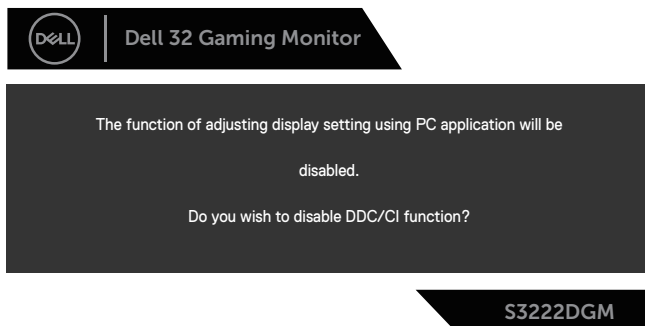 DELL
Dell 32 Gaming Monitor
The function of adjusting display setting using PC application will be
disabled.
Do you wish to disable DDC/CI function?
S3222DGM